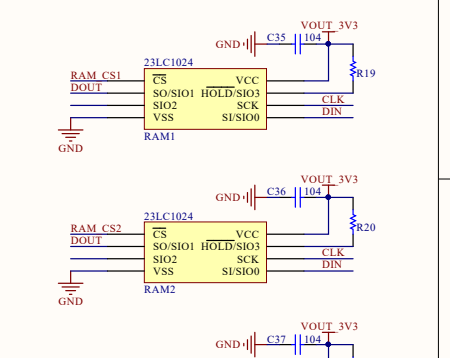 VOUT_3V3
GND C35 104
23LC1024
R19
RAM_CS1 CS VCC
DOUT SO/SIO1 HOLD/SIO3
SIO2 SCK CLK
VSS SI/SIO0 DIN
RAM1
GND
VOUT_3V3
GND C36 104
23LC1024
R20
RAM_CS2 CS VCC
DOUT SO/SIO1 HOLD/SIO3
SIO2 SCK CLK
VSS SI/SIO0 DIN
RAM2
GND
VOUT_3V3
GND C37 104